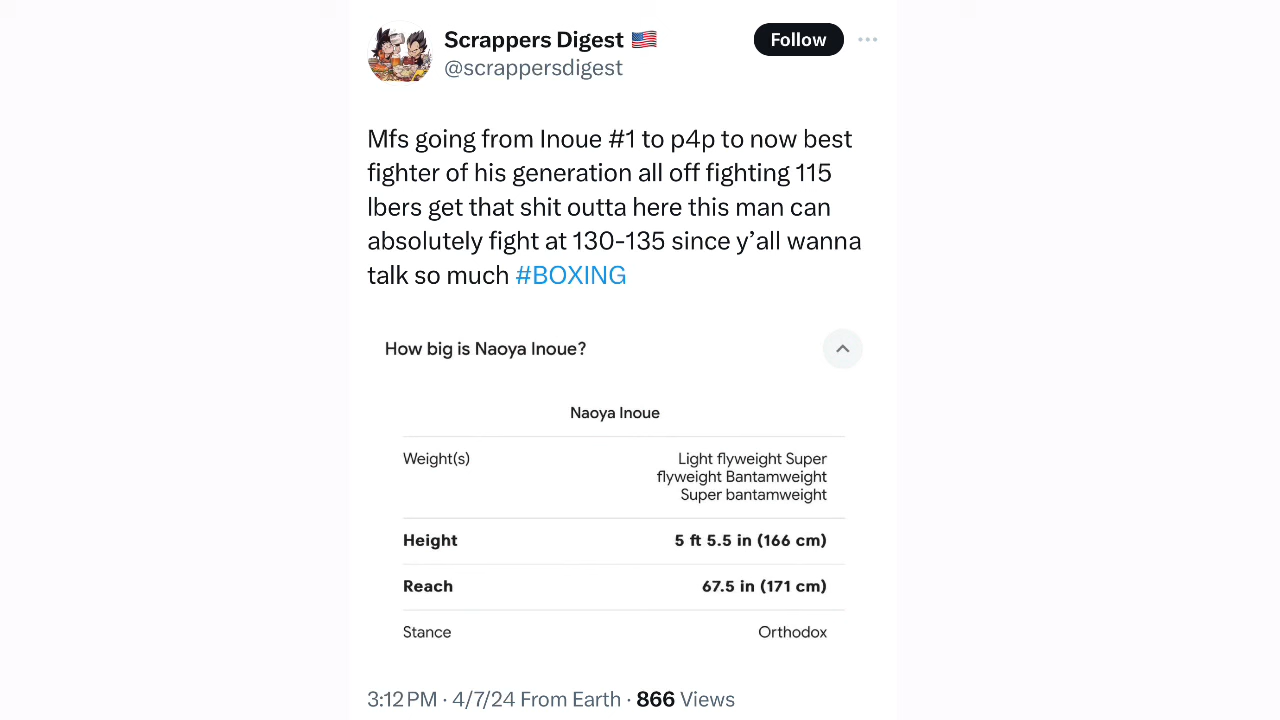 Scrappers Digest 🇺🇸
Follow
@scrappersdigest
Mfs going from Inoue #1 to p4p to now best
fighter of his generation all off fighting 115
lbers get that shit outta here this man can
absolutely fight at 130-135 since y’all wanna
talk so much #BOXING
How big is Naoya Inoue?
Naoya Inoue
Weight(s)
Light flyweight Super
flyweight Bantamweight
Super bantamweight
Height 5 ft 5.5 in (166 cm)
Reach 67.5 in (171 cm)
Stance Orthodox
3:12 PM · 4/7/24 From Earth · 866 Views